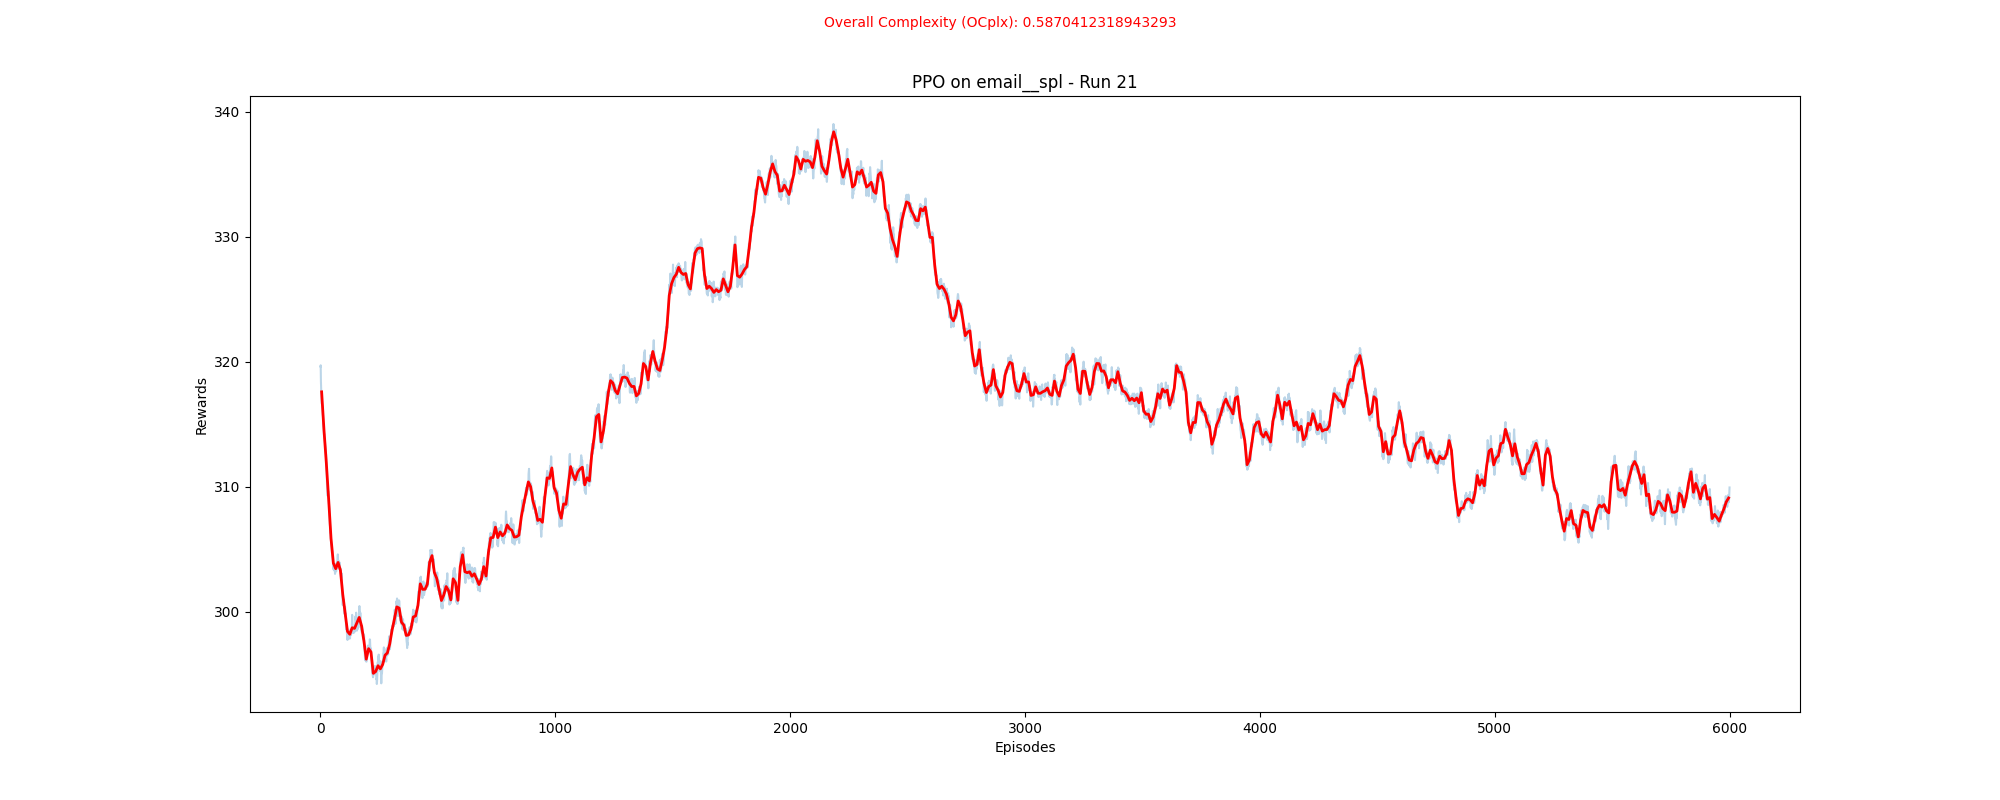 Overall Complexity (OCplx): 0.5870412318943293
PPO on email__spl - Run 21
340
330
320
310
300
Rewards
0 1000 2000 3000 4000 5000 6000
Episodes